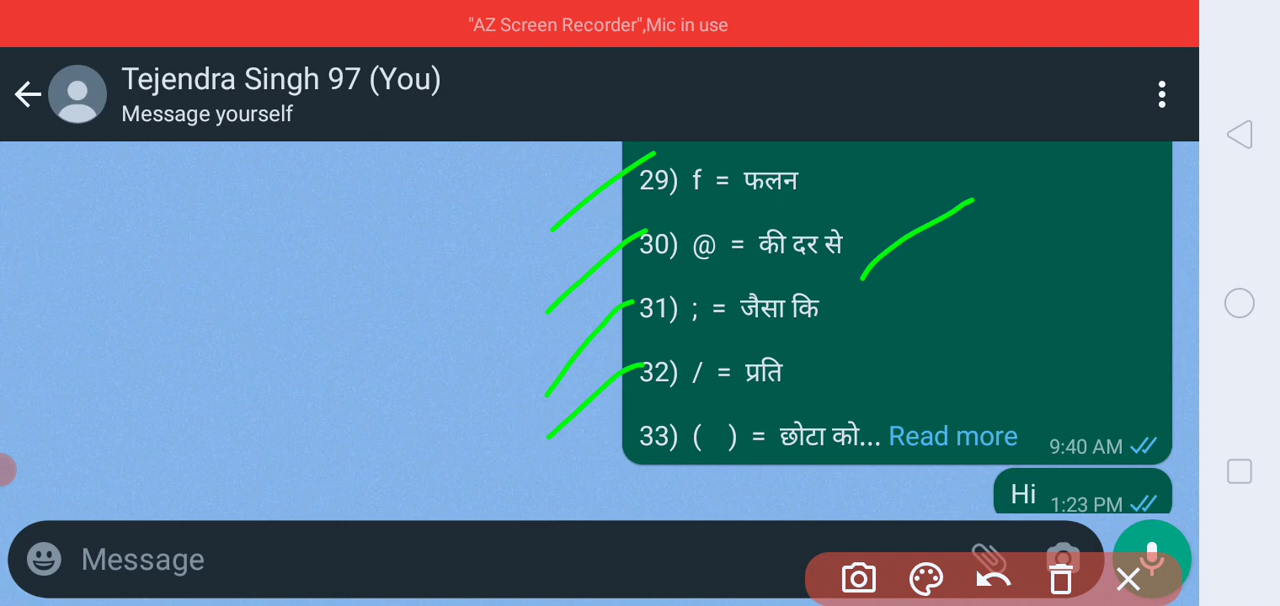 "AZ Screen Recorder",Mic in use
Tejendra Singh 97 (You)
Message yourself
29) f = फलन
30) @ = की दर से
31) ; = जैसा कि
32) / = प्रति
33) ( ) = छोटा को... Read more 9:40 AM
Hi 1:23 PM
Message